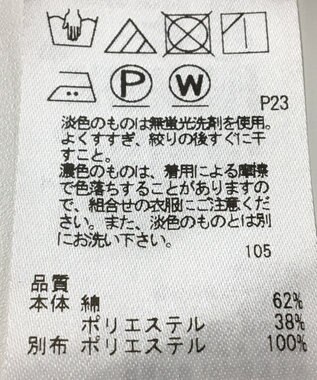 P W
P23
淡色のものは無蛍光洗剤を使用。
よくすすぎ、絞りの後すぐに干
すこと。
濃色のものは、着用による摩擦
で色落ちすることがありますの
で、組合せの衣服にご注意くだ
さい。また、淡色のものとは別
にお洗い下さい。
105
品質
本体 綿 62%
ポリエステル 38%
別布 ポリエステル 100%